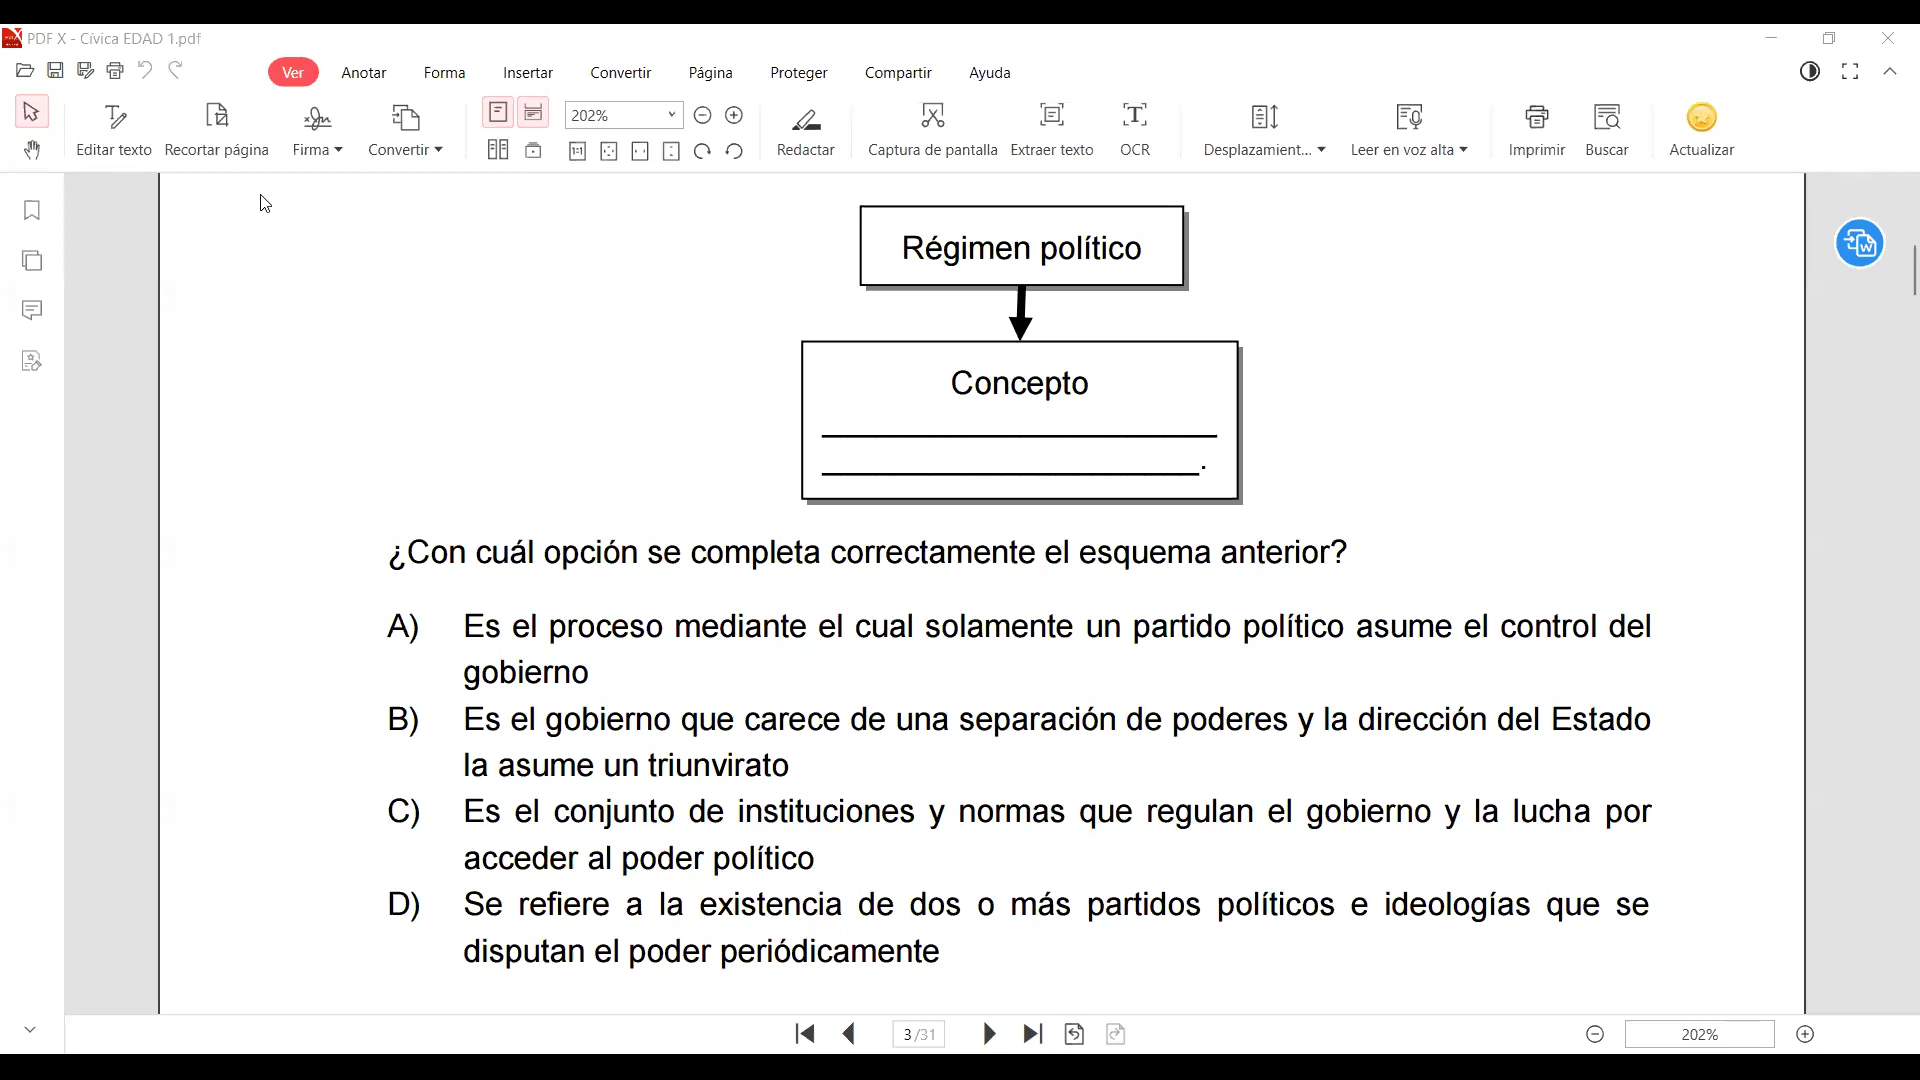 PDF X - Cívica EDAD 1.pdf
Ver Anotar Forma Insertar Convertir Página Proteger Compartir Ayuda
202%
Editar texto Recortar página Firma Convertir Redactar Captura de pantalla Extraer texto OCR Desplazamient... Leer en voz alta Imprimir Buscar Actualizar
Régimen político
Concepto
.
¿Con cuál opción se completa correctamente el esquema anterior?
A) Es el proceso mediante el cual solamente un partido político asume el control del
gobierno
B) Es el gobierno que carece de una separación de poderes y la dirección del Estado
la asume un triunvirato
C) Es el conjunto de instituciones y normas que regulan el gobierno y la lucha por
acceder al poder político
D) Se refiere a la existencia de dos o más partidos políticos e ideologías que se
disputan el poder periódicamente
3 /31
202%